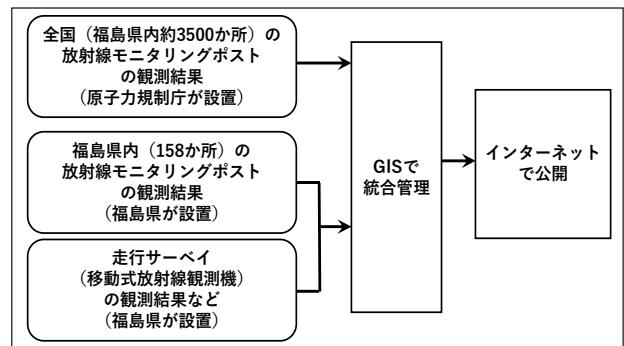 全国（福島県内約3500か所）の
放射線モニタリングポスト
の観測結果
（原子力規制庁が設置）
福島県内（158か所）の
放射線モニタリングポスト
の観測結果
（福島県が設置）
走行サーベイ
（移動式放射線観測機）
の観測結果など
（福島県が設置）
GISで
統合管理
インターネット
で公開